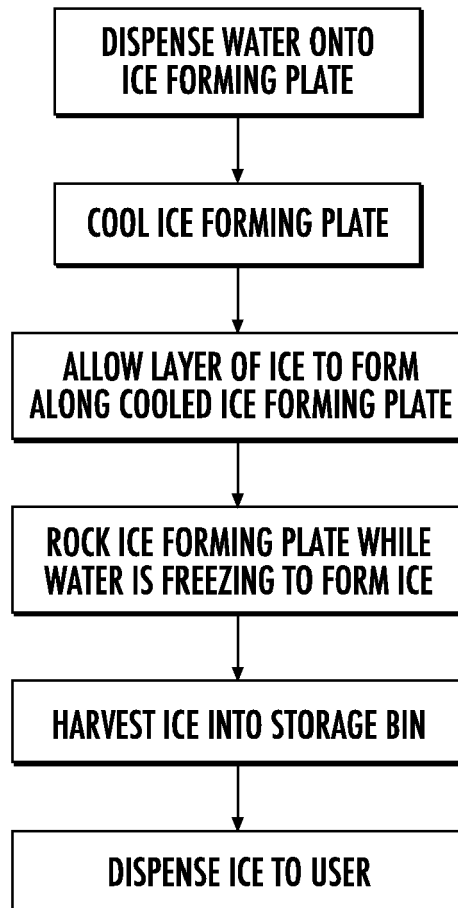 DISPENSE WATER ONTO
ICE FORMING PLATE
COOL ICE FORMING PLATE
ALLOW LAYER OF ICE TO FORM
ALONG COOLED ICE FORMING PLATE
ROCK ICE FORMING PLATE WHILE
WATER IS FREEZING TO FORM ICE
HARVEST ICE INTO STORAGE BIN
DISPENSE ICE TO USER